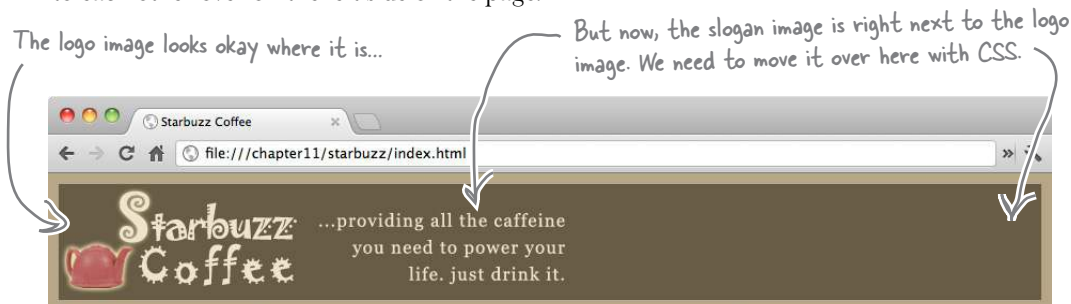 The logo image looks okay where it is...
But now, the slogan image is right next to the logo
image. We need to move it over here with CSS.
Starbuzz Coffee
file:///chapter11/starbuzz/index.html
Starbuzz
Coffee
...providing all the caffeine
you need to power your
life. just drink it.